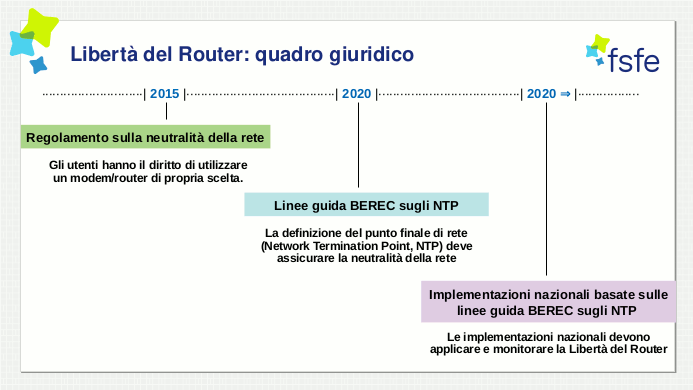 Libertà del Router: quadro giuridico
fsfe
2015
2020
2020 ⇒
Regolamento sulla neutralità della rete
Gli utenti hanno il diritto di utilizzare
un modem/router di propria scelta.
Linee guida BEREC sugli NTP
La definizione del punto finale di rete
(Network Termination Point, NTP) deve
assicurare la neutralità della rete
Implementazioni nazionali basate sulle
linee guida BEREC sugli NTP
Le implementazioni nazionali devono
applicare e monitorare la Libertà del Router